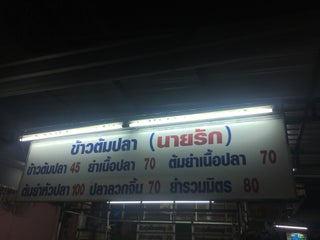 ข้าวต้มปลา (นายรัก)
ข้าวต้มปลา 45 ยำเนื้อปลา 70 ต้มยำเนื้อปลา 70
ต้มยำหัวปลา 100 ปลาลวกจิ้ม 70 ยำรวมมิตร 80